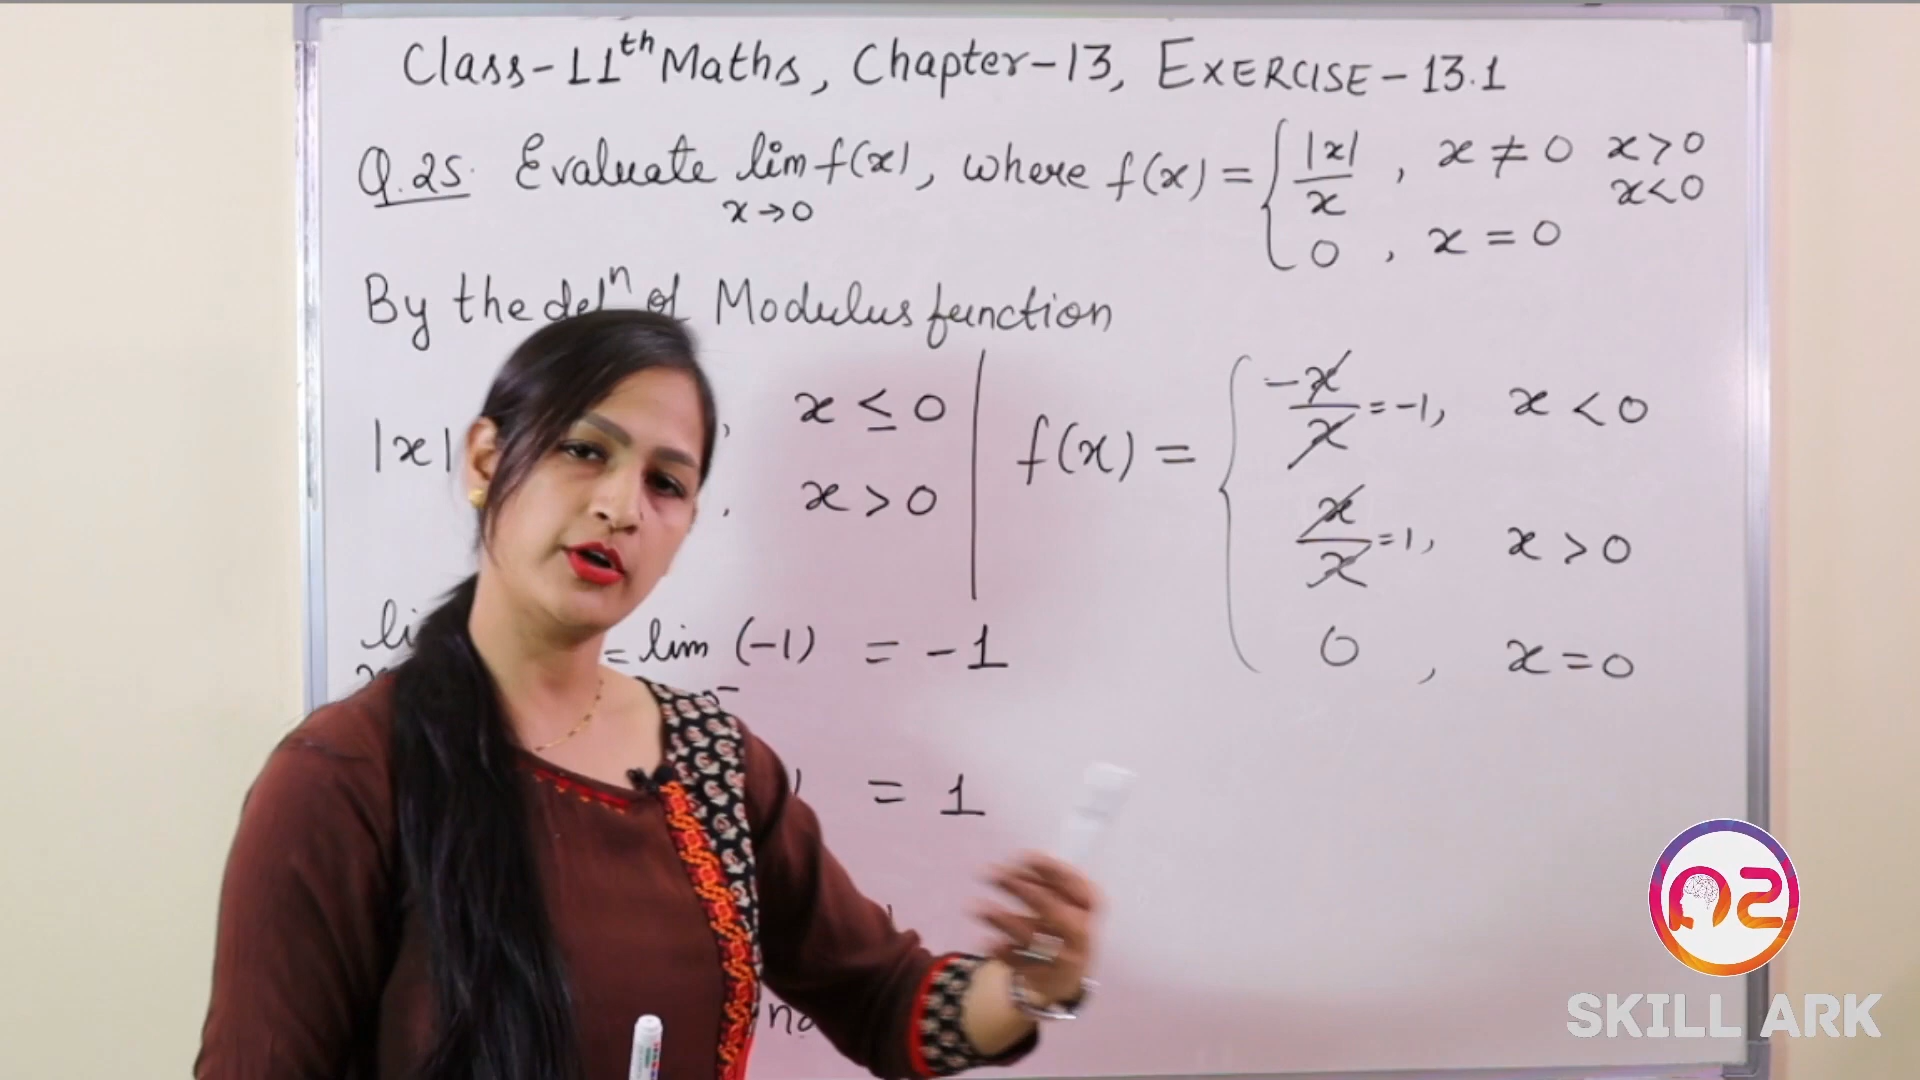 Class-11th Maths, Chapter-13, EXERCISE-13.1
Q.25. Evaluate lim f(x), where f(x) = { |x|/x , x ≠ 0 x>0
x→0 x<0
0 , x = 0
By the defn of Modulus function
|x| , x ≤ 0 f(x) = { -x/x = -1, x < 0
, x > 0 x/x = 1, x > 0
= lim (-1) = -1 0 , x = 0
= 1
SKILL ARK